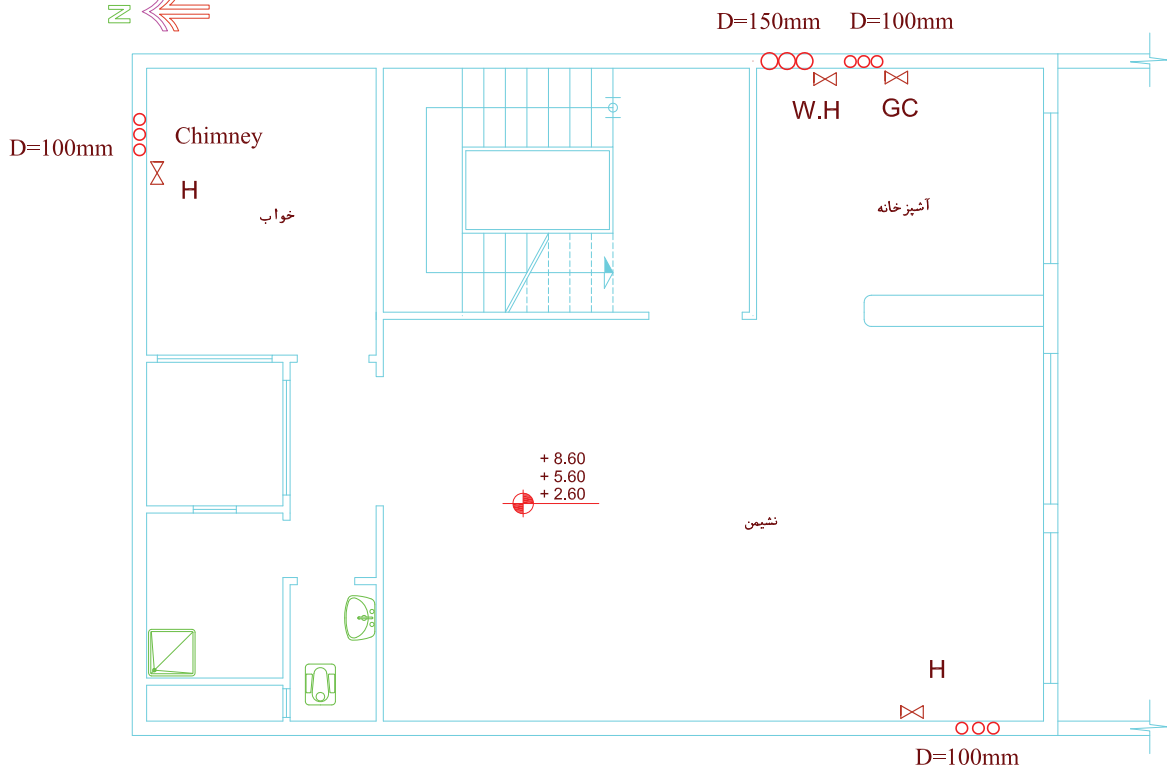 N
D=150mm D=100mm
W.H GC
D=100mm
Chimney
H
خواب
آشپزخانه
+ 8.60
+ 5.60
+ 2.60
نشیمن
H
D=100mm